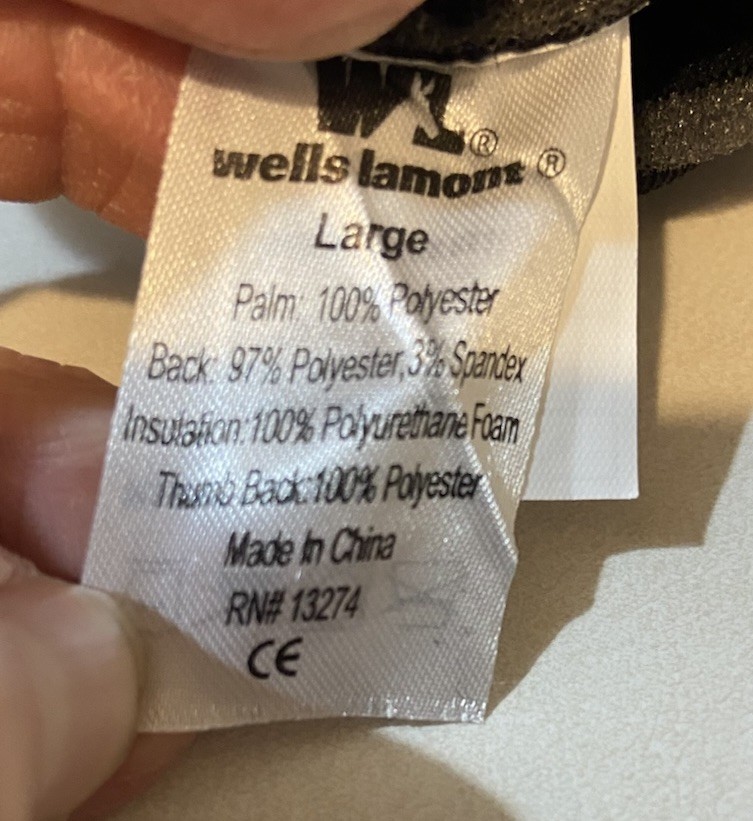 WL®
wells lamont ®
Large
Palm: 100% Polyester
Back: 97% Polyester,3% Spandex
Insulation:100% Polyurethane Foam
Thumb Back:100% Polyester
Made In China
RN# 13274
CE